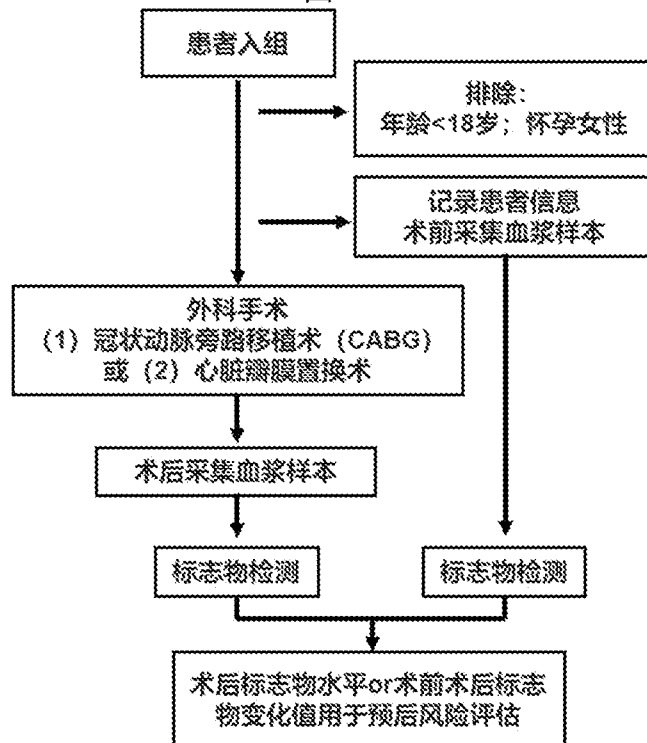 患者入组
排除：
年龄<18岁；怀孕女性
记录患者信息
术前采集血浆样本
外科手术
（1）冠状动脉旁路移植术（CABG）
或（2）心脏瓣膜置换术
术后采集血浆样本
标志物检测
标志物检测
术后标志物水平or术前术后标志
物变化值用于预后风险评估